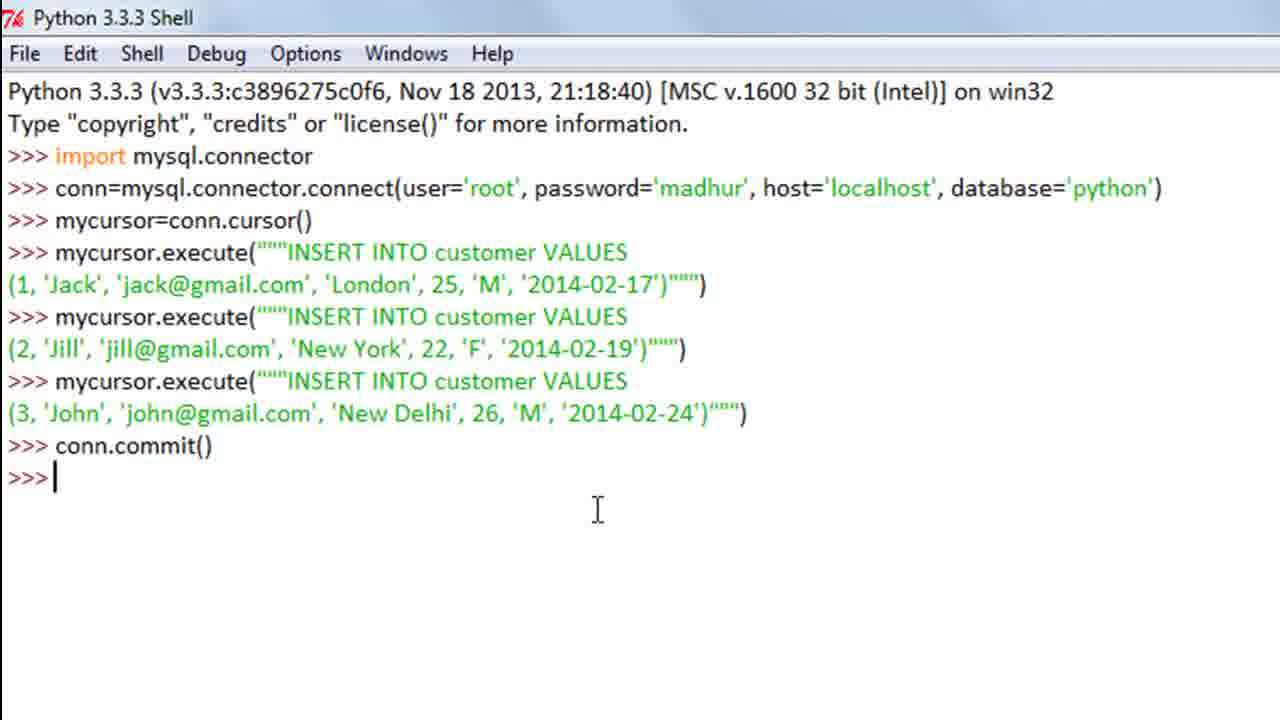 Python 3.3.3 Shell
File Edit Shell Debug Options Windows Help
Python 3.3.3 (v3.3.3:c3896275c0f6, Nov 18 2013, 21:18:40) [MSC v.1600 32 bit (Intel)] on win32
Type "copyright", "credits" or "license()" for more information.
>>> import mysql.connector
>>> conn=mysql.connector.connect(user='root', password='madhur', host='localhost', database='python')
>>> mycursor=conn.cursor()
>>> mycursor.execute("""INSERT INTO customer VALUES
(1, 'Jack', 'jack@gmail.com', 'London', 25, 'M', '2014-02-17')""")
>>> mycursor.execute("""INSERT INTO customer VALUES
(2, 'Jill', 'jill@gmail.com', 'New York', 22, 'F', '2014-02-19')""")
>>> mycursor.execute("""INSERT INTO customer VALUES
(3, 'John', 'john@gmail.com', 'New Delhi', 26, 'M', '2014-02-24')""")
>>> conn.commit()
>>>